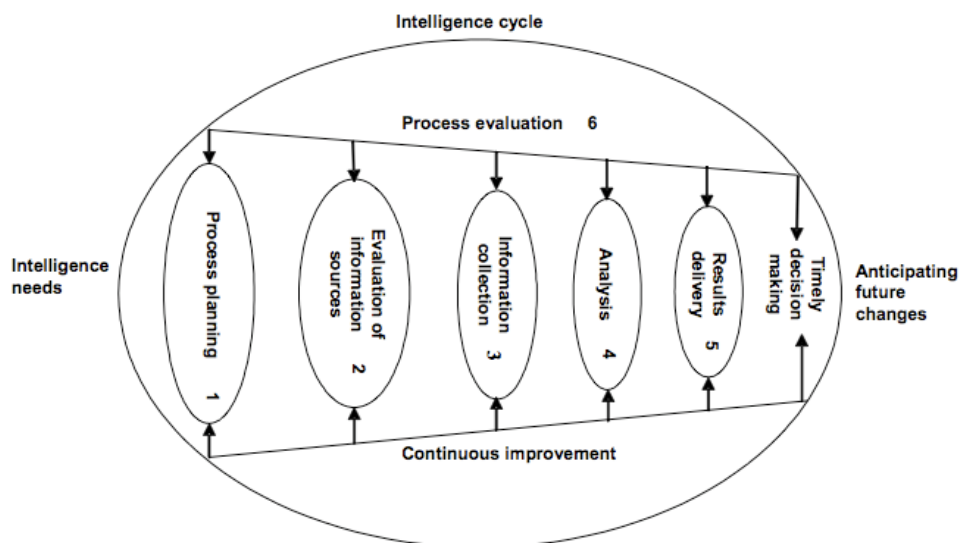 Intelligence cycle
Process evaluation 6
Intelligence
needs
Process planning 1
Evaluation of
information
sources 2
Information
collection 3
Analysis 4
Results
delivery 5
Timely
decision
making
Anticipating
future
changes
Continuous improvement